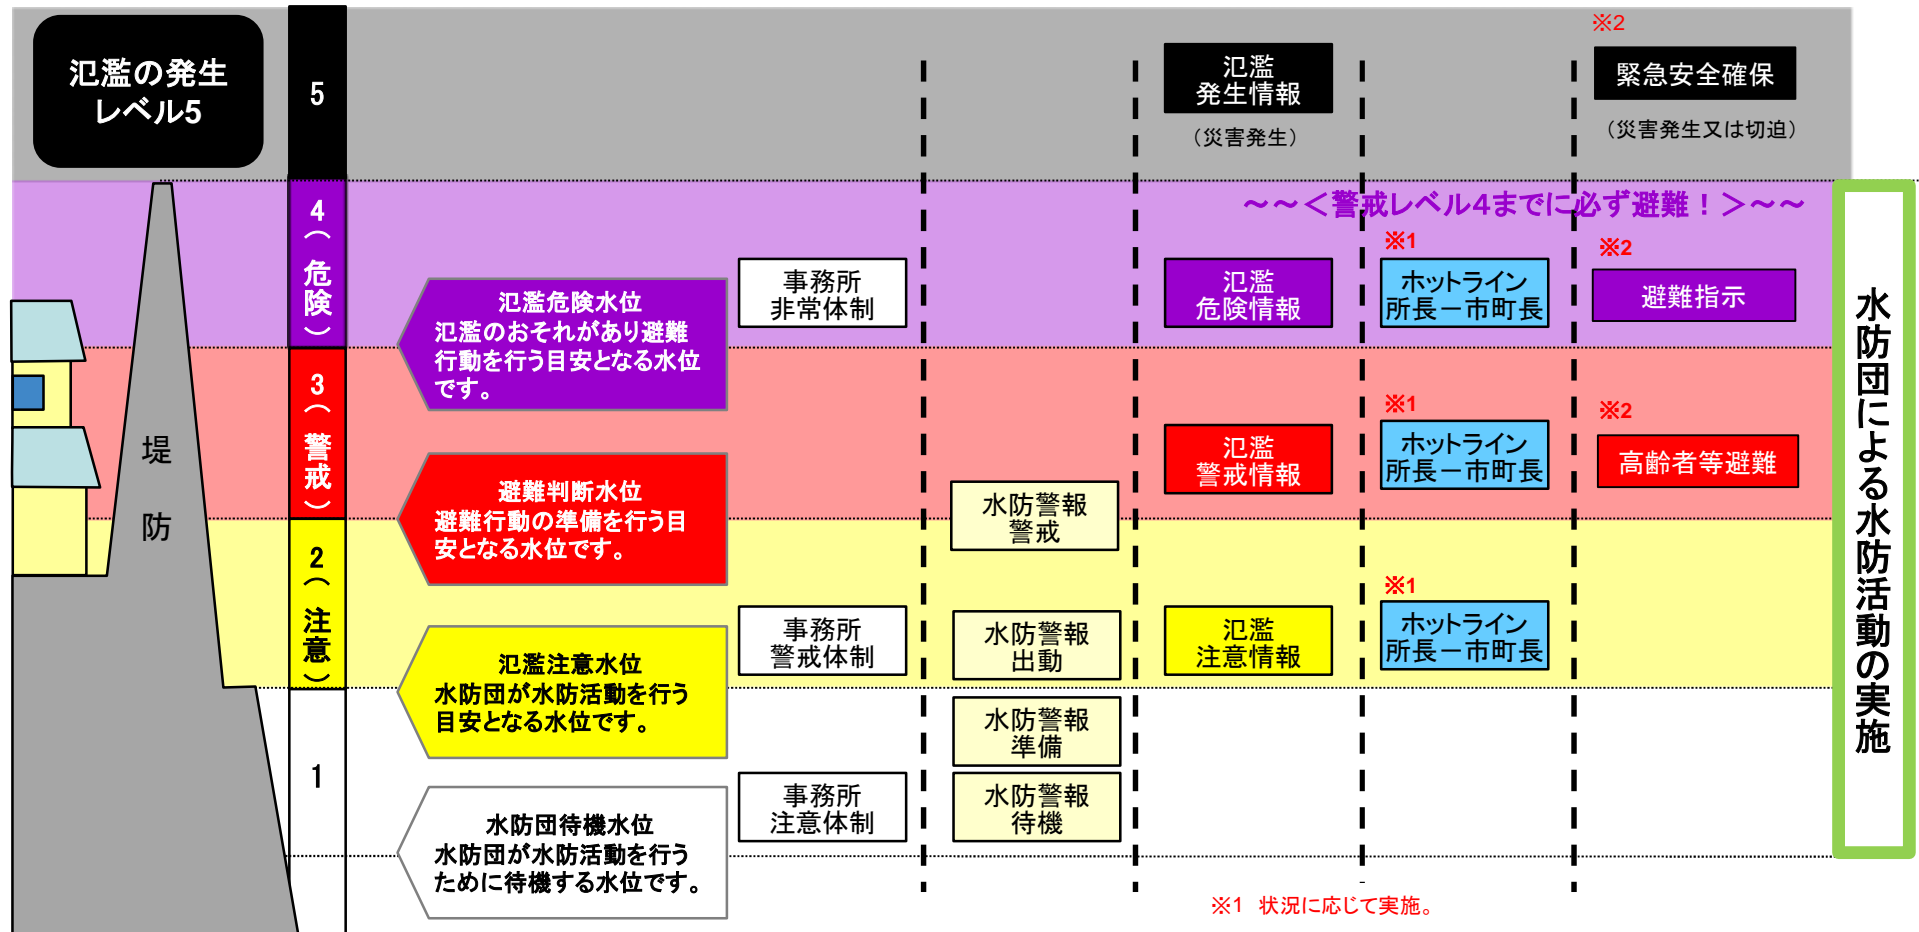 氾濫の発生
レベル5
5
氾濫
発生情報
（災害発生）
※2
緊急安全確保
（災害発生又は切迫）
～～＜警戒レベル4までに必ず避難！＞～～
4（危険）
氾濫危険水位
氾濫のおそれがあり避難
行動を行う目安となる水位
です。
事務所
非常体制
氾濫
危険情報
※1
ホットライン
所長－市町長
※2
避難指示
3（警戒）
避難判断水位
避難行動の準備を行う目
安となる水位です。
水防警報
警戒
氾濫
警戒情報
※1
ホットライン
所長－市町長
※2
高齢者等避難
堤防
2（注意）
氾濫注意水位
水防団が水防活動を行う
目安となる水位です。
事務所
警戒体制
水防警報
出動
氾濫
注意情報
※1
ホットライン
所長－市町長
水防警報
準備
1
水防団待機水位
水防団が水防活動を行う
ために待機する水位です。
事務所
注意体制
水防警報
待機
水防団による水防活動の実施
※1 状況に応じて実施。